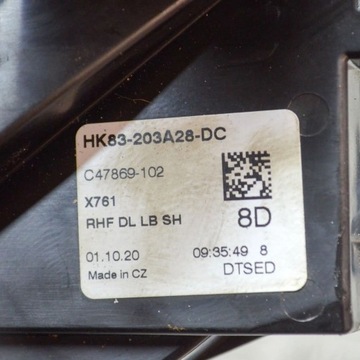 HK83-203A28-DC
C47869-102
X761
RHF DL LB SH 8D
01.10.20 09:35:49 8
Made in CZ DTSED